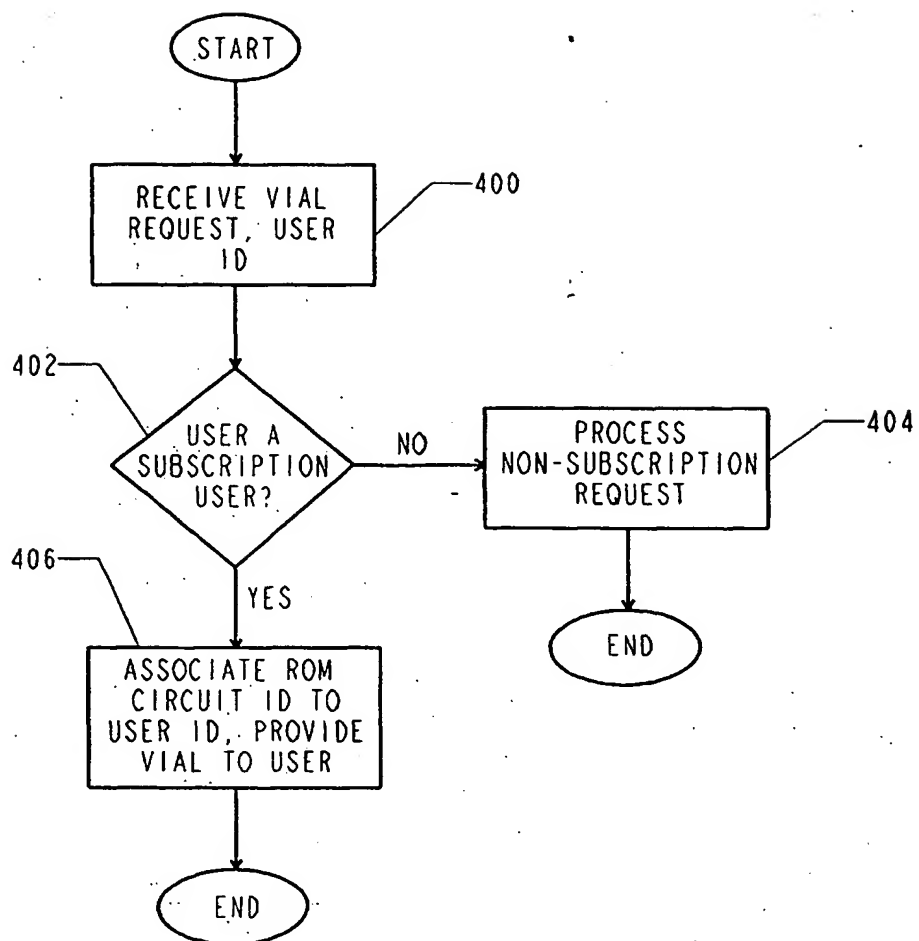 START
RECEIVE VIAL
REQUEST, USER
ID
400
402
USER A
SUBSCRIPTION
USER?
NO
PROCESS
NON-SUBSCRIPTION
REQUEST
404
END
YES
406
ASSOCIATE ROM
CIRCUIT ID TO
USER ID, PROVIDE
VIAL TO USER
END